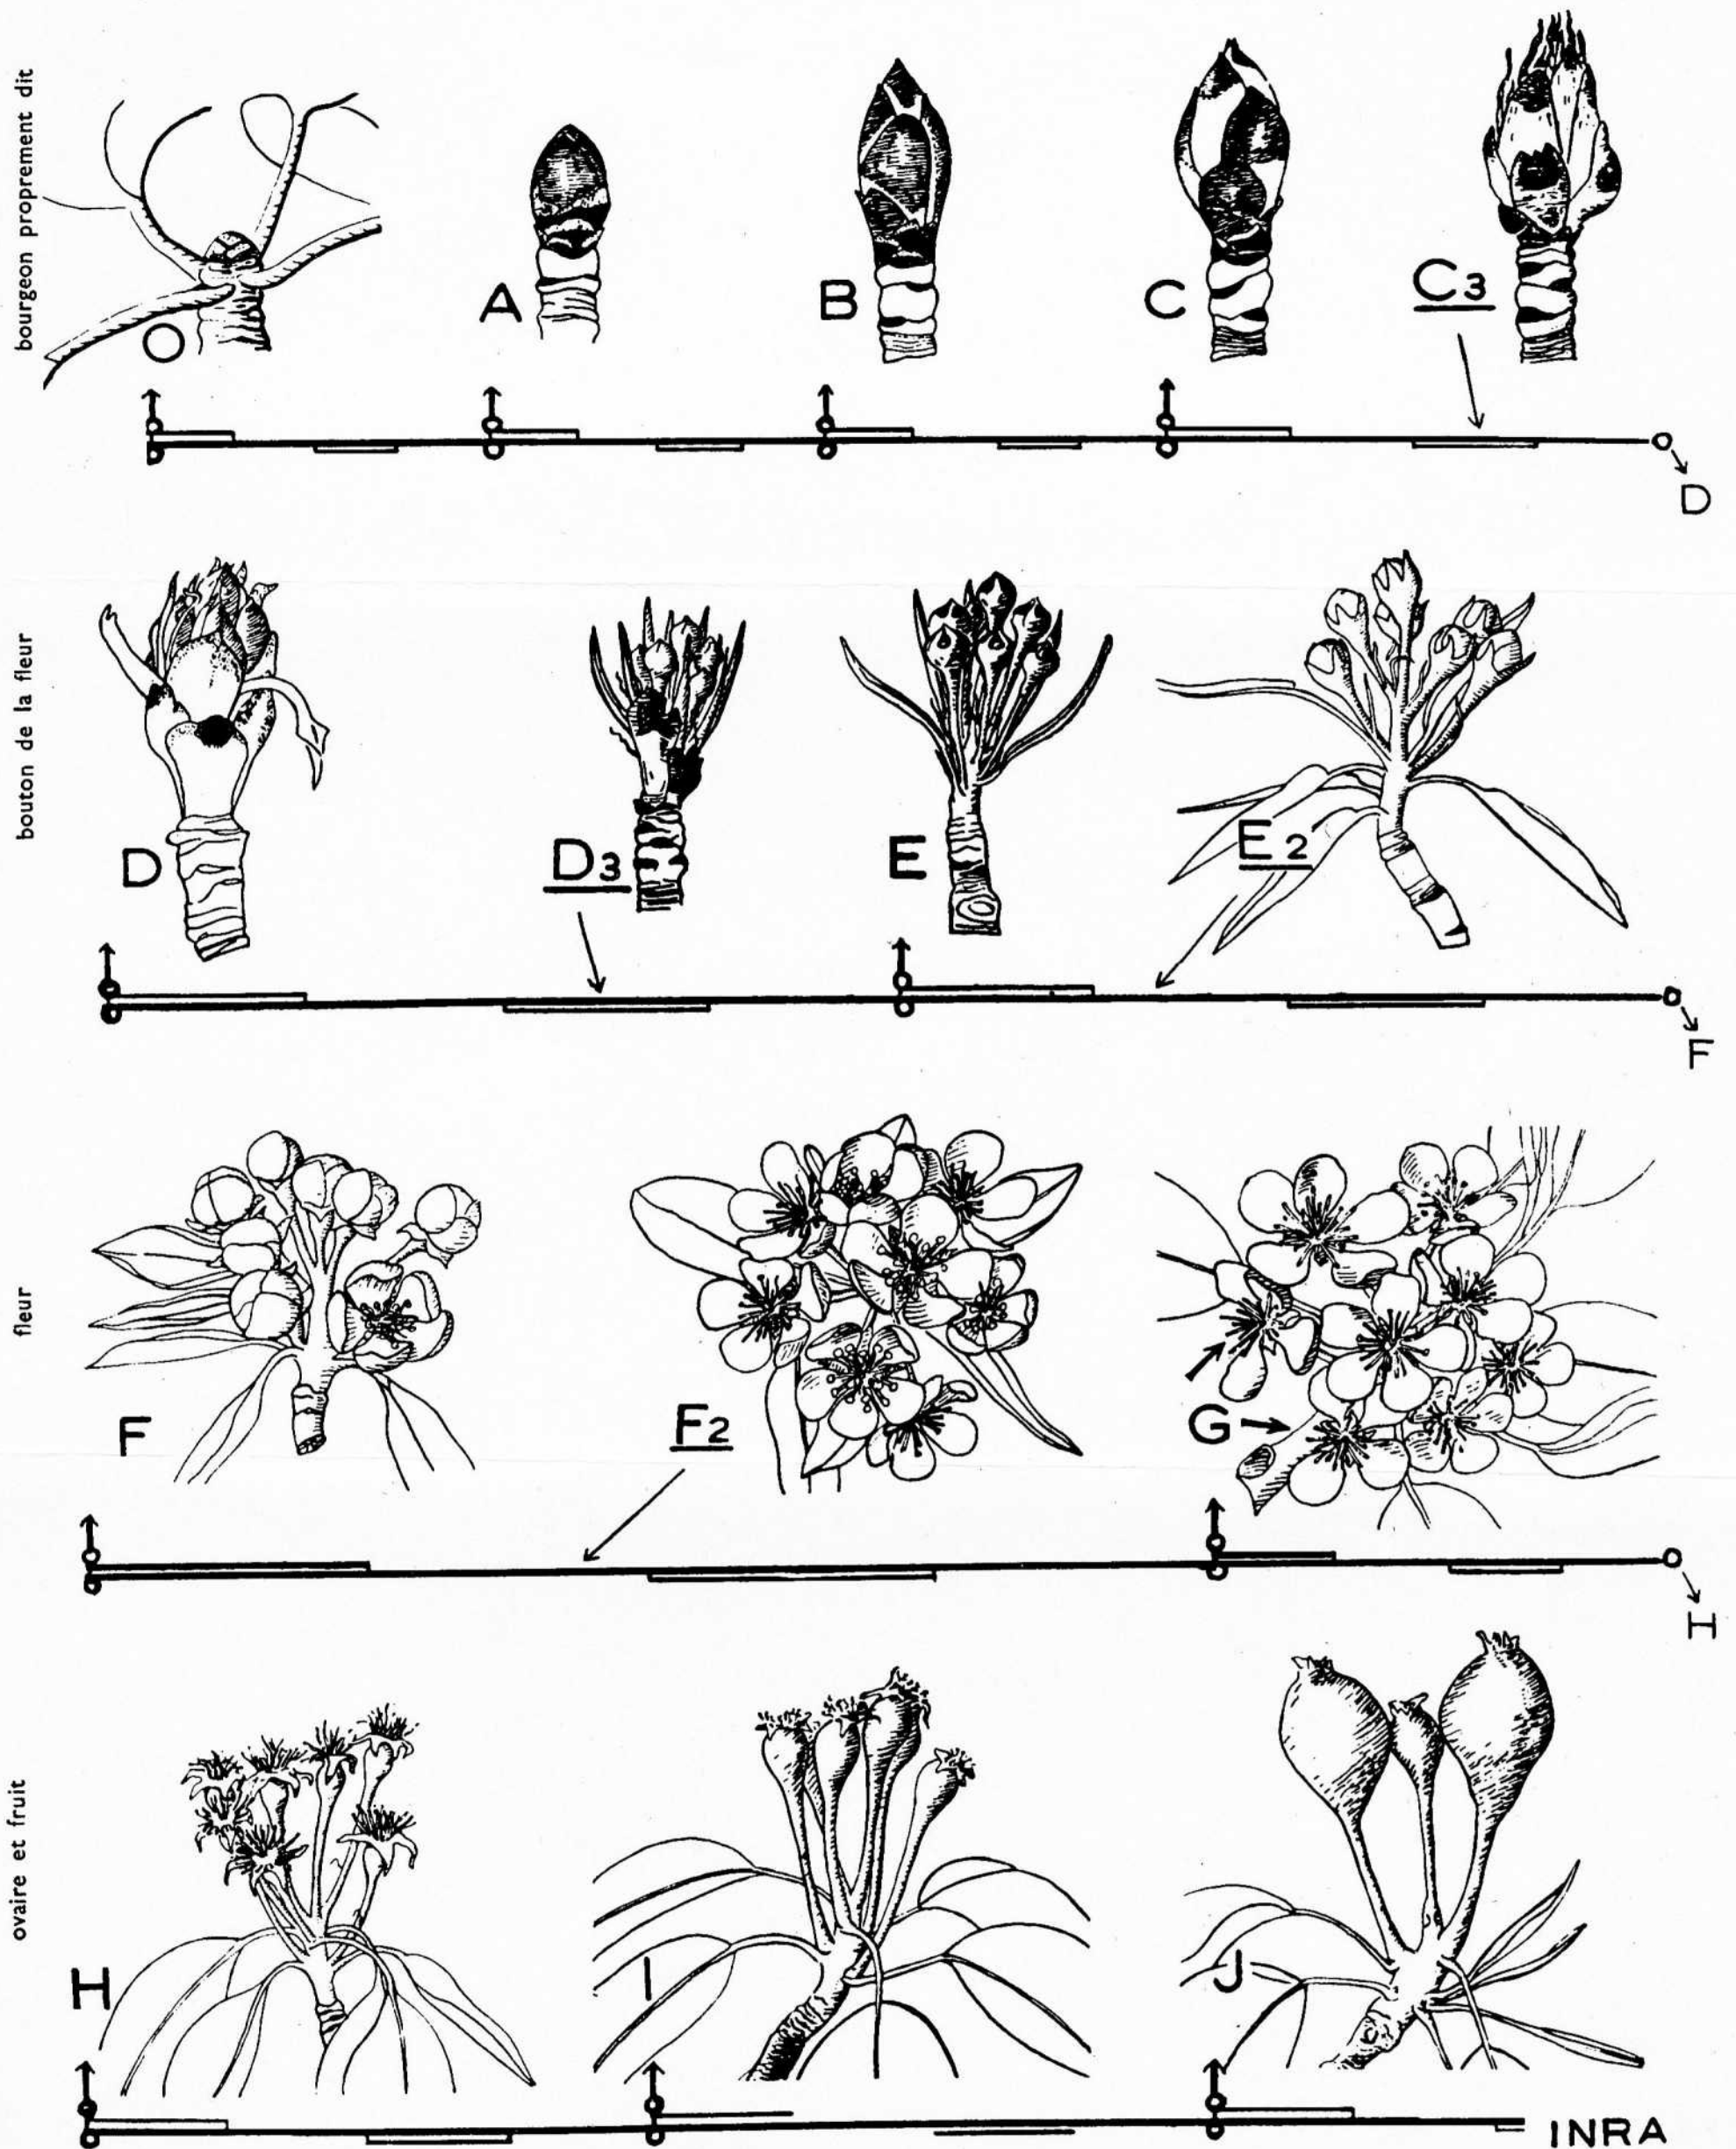 bourgeon proprement dit
O
A
B
C
C3
D
bouton de la fleur
D
D3
E
E2
F
fleur
F
F2
G
H
ovaire et fruit
H
I
J
INRA